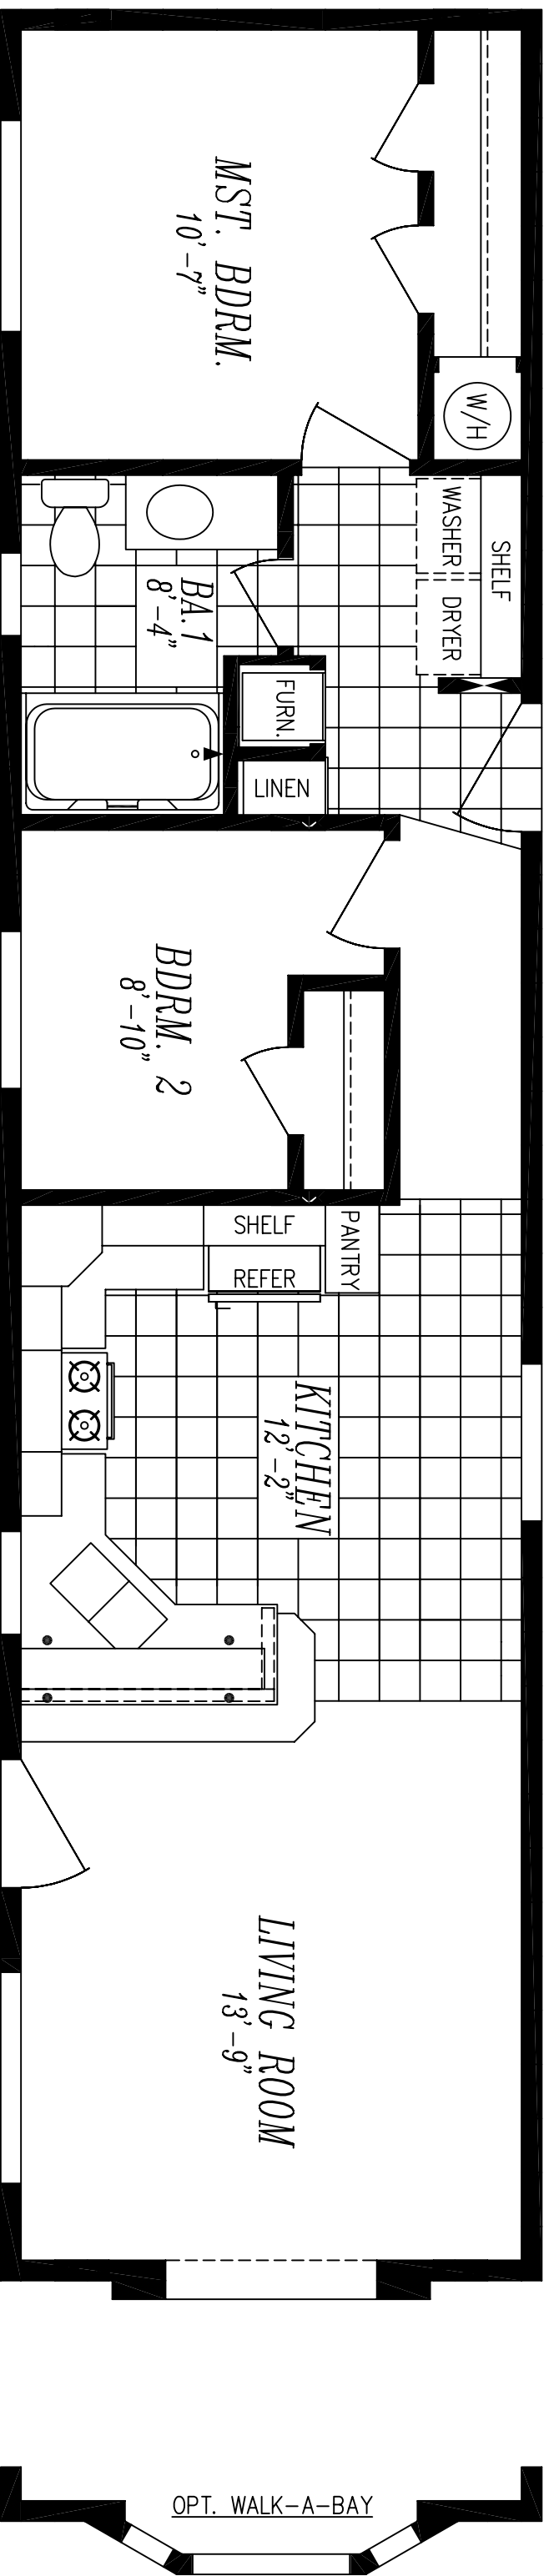 MST. BDRM.
10'-7"
W/H
WASHER
DRYER
SHELF
BA.1
8'-4"
FURN.
LINEN
BDRM. 2
8'-10"
SHELF
PANTRY
REFER
KITCHEN
12'-2"
LIVING ROOM
13'-9"
OPT. WALK-A-BAY